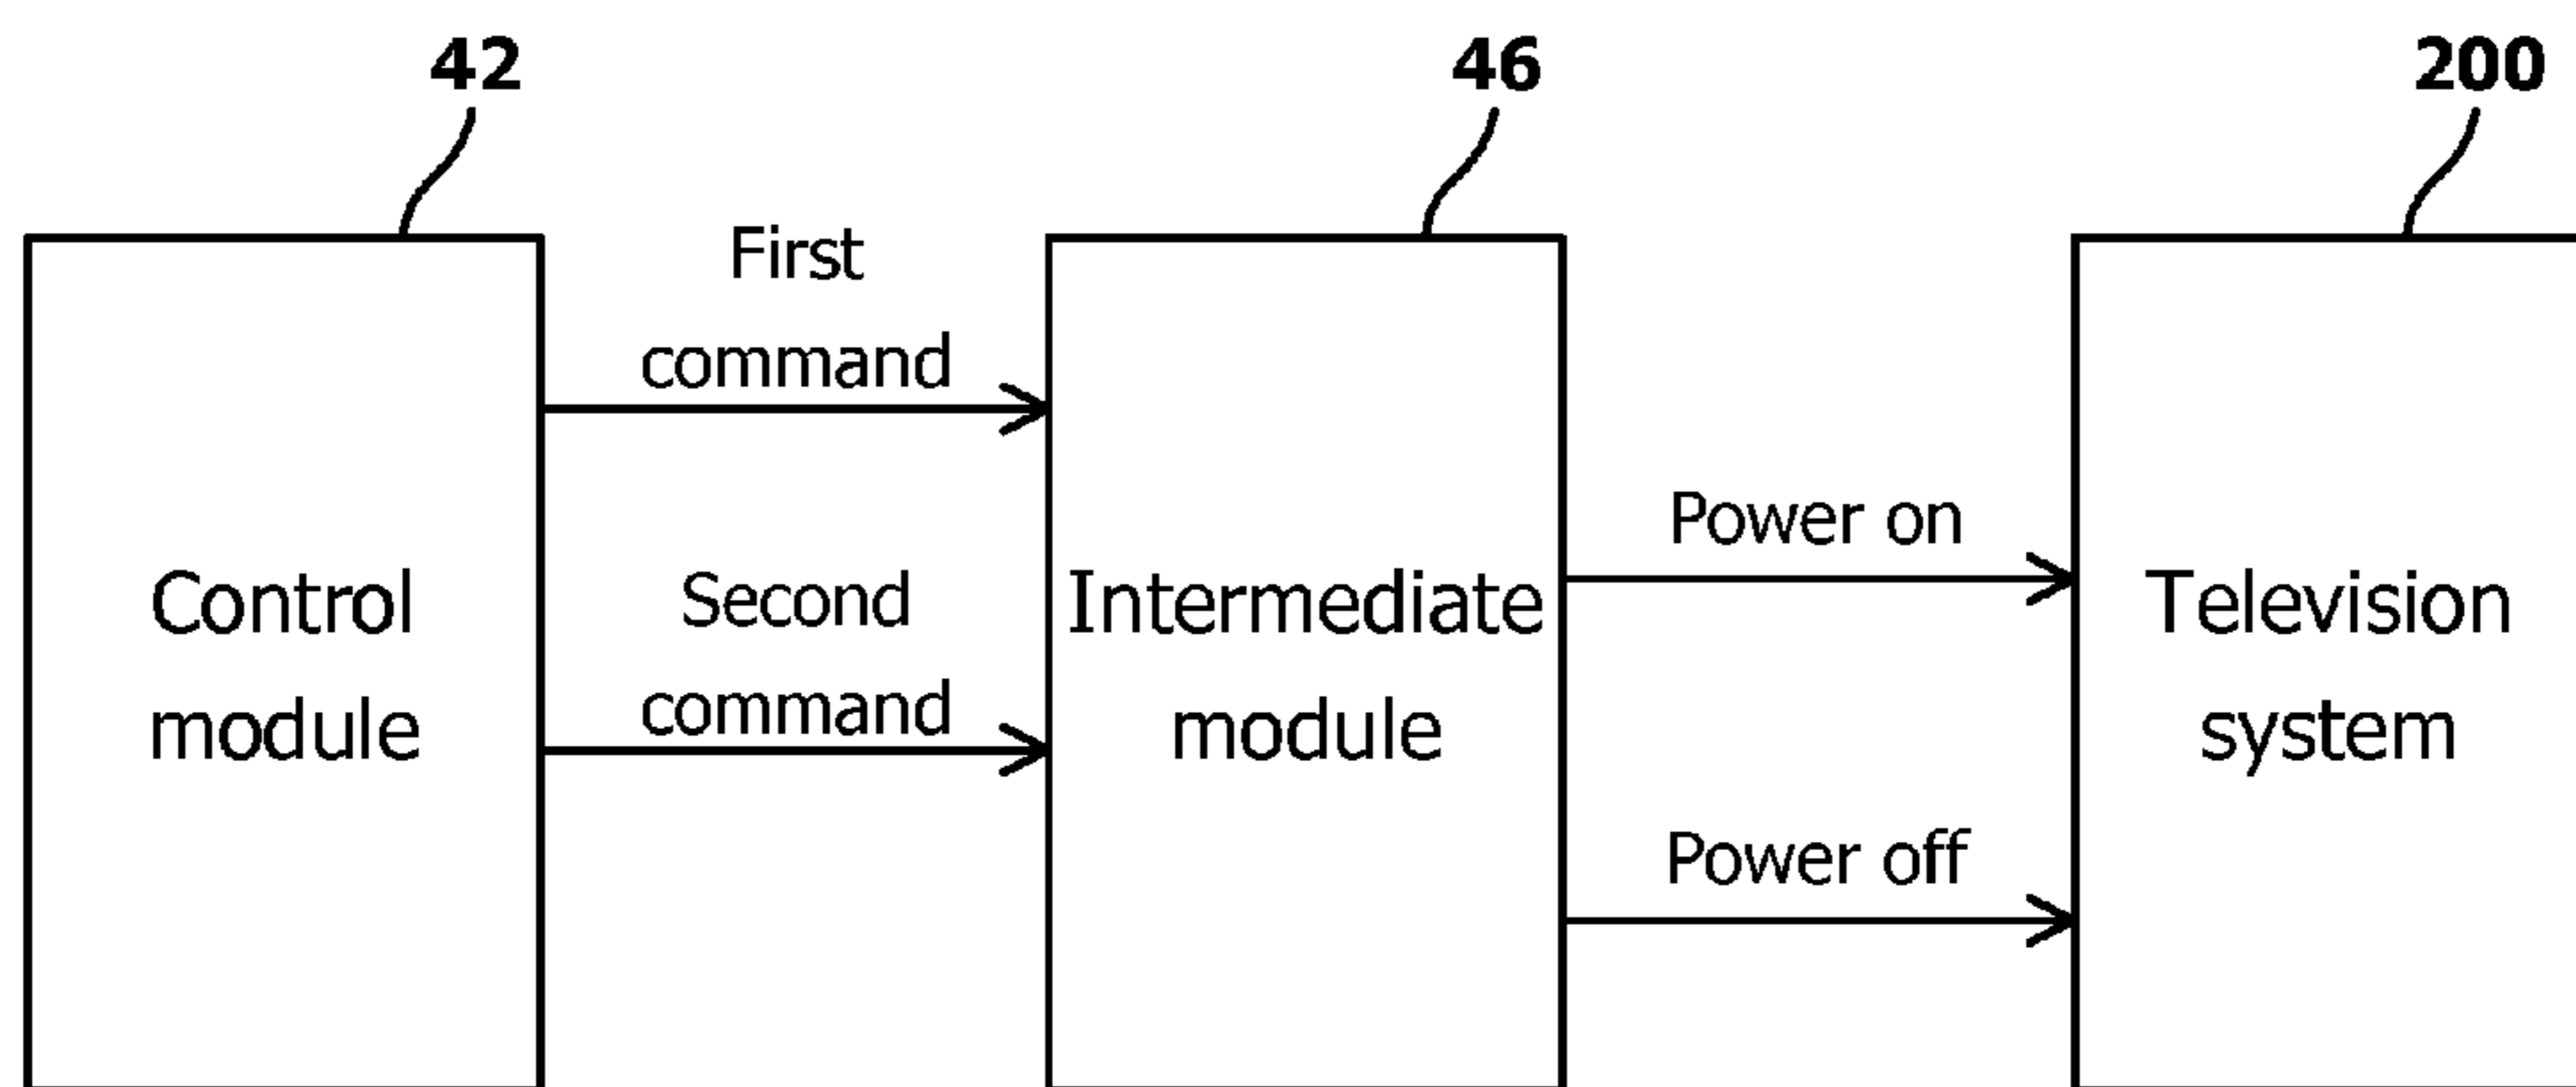 42
46
200
First
command
Second
command
Control
module
Intermediate
module
Power on
Power off
Television
system